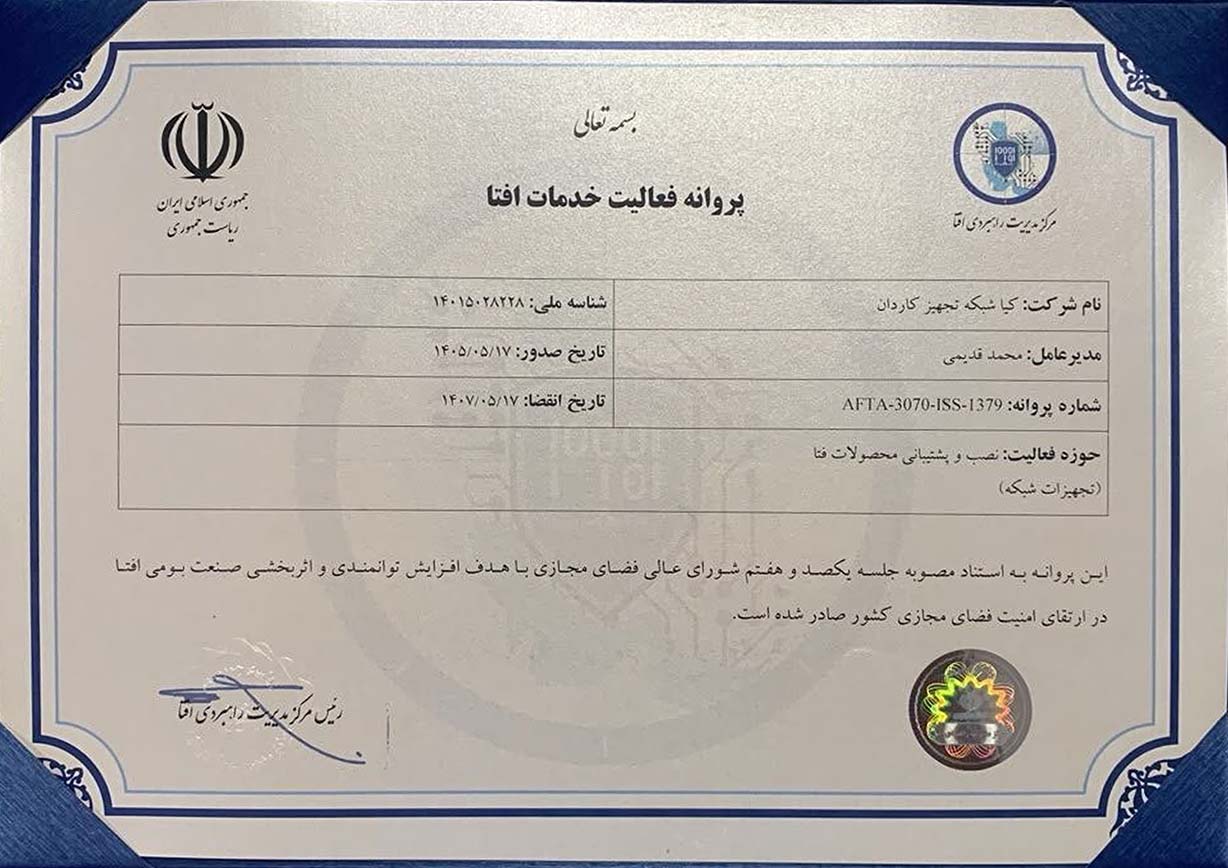 بسمه تعالی
جمهوری اسلامی ایران
ریاست جمهوری
مرکز مدیریت راهبردی افتا
پروانه فعالیت خدمات افتا
نام شرکت: کیا شبکه تجهیز کاردان
شناسه ملی: ۱۴۰۱۵۰۲۸۲۲۸
مدیرعامل: محمد قدیمی
تاریخ صدور: ۱۴۰۵/۰۵/۱۷
شماره پروانه: AFTA-3070-ISS-1379
تاریخ انقضا: ۱۴۰۷/۰۵/۱۷
حوزه فعالیت: نصب و پشتیبانی محصولات فتا
(تجهیزات شبکه)
این پروانه به استناد مصوبه جلسه یکصد و هفتم شورای عالی فضای مجازی با هدف افزایش توانمندی و اثربخشی صنعت بومی افتا
در ارتقای امنیت فضای مجازی کشور صادر شده است.
رئیس مرکز مدیریت راهبردی افتا